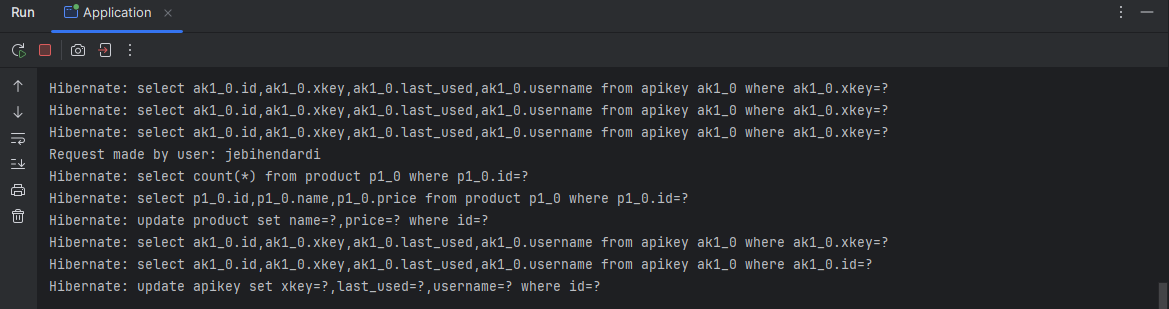 Run
Application
Hibernate: select ak1_0.id,ak1_0.xkey,ak1_0.last_used,ak1_0.username from apikey ak1_0 where ak1_0.xkey=?
Hibernate: select ak1_0.id,ak1_0.xkey,ak1_0.last_used,ak1_0.username from apikey ak1_0 where ak1_0.xkey=?
Hibernate: select ak1_0.id,ak1_0.xkey,ak1_0.last_used,ak1_0.username from apikey ak1_0 where ak1_0.xkey=?
Request made by user: jebihendardi
Hibernate: select count(*) from product p1_0 where p1_0.id=?
Hibernate: select p1_0.id,p1_0.name,p1_0.price from product p1_0 where p1_0.id=?
Hibernate: update product set name=?,price=? where id=?
Hibernate: select ak1_0.id,ak1_0.xkey,ak1_0.last_used,ak1_0.username from apikey ak1_0 where ak1_0.xkey=?
Hibernate: select ak1_0.id,ak1_0.xkey,ak1_0.last_used,ak1_0.username from apikey ak1_0 where ak1_0.id=?
Hibernate: update apikey set xkey=?,last_used=?,username=? where id=?